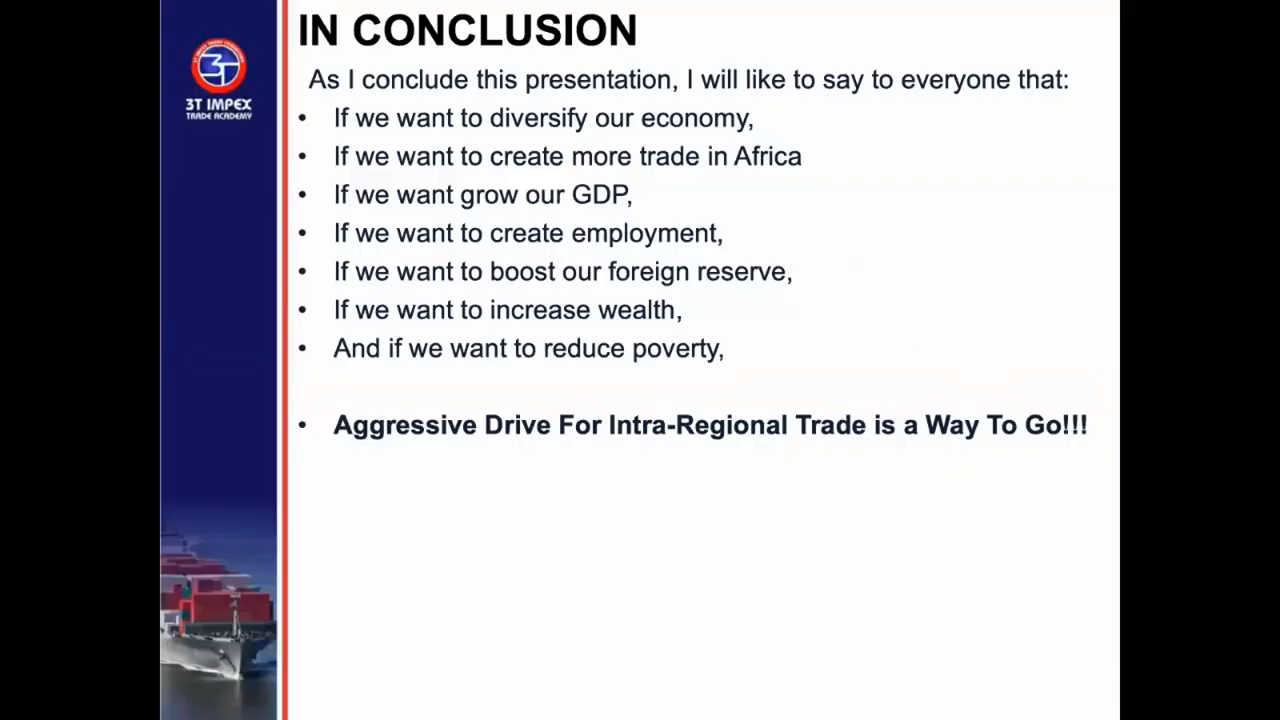 IN CONCLUSION
3T
3T IMPEX
TRADE ACADEMY
As I conclude this presentation, I will like to say to everyone that:
• If we want to diversify our economy,
• If we want to create more trade in Africa
• If we want grow our GDP,
• If we want to create employment,
• If we want to boost our foreign reserve,
• If we want to increase wealth,
• And if we want to reduce poverty,
• Aggressive Drive For Intra-Regional Trade is a Way To Go!!!